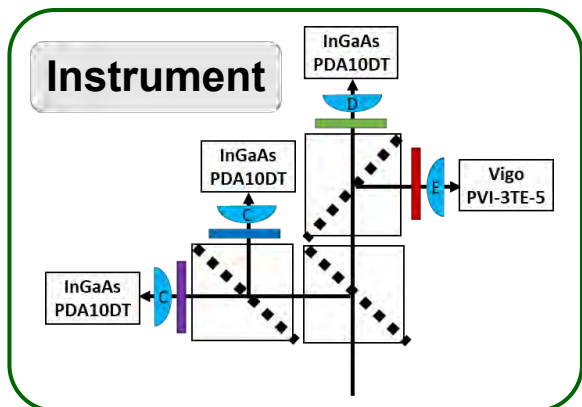 Instrument
InGaAs
PDA10DT
D
InGaAs
PDA10DT
C
E
Vigo
PVI-3TE-5
InGaAs
PDA10DT
C